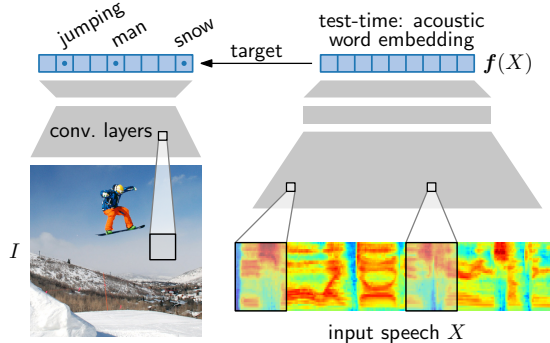 jumping
man
snow
target
test-time: acoustic
word embedding
f(X)
conv. layers
I
input speech X